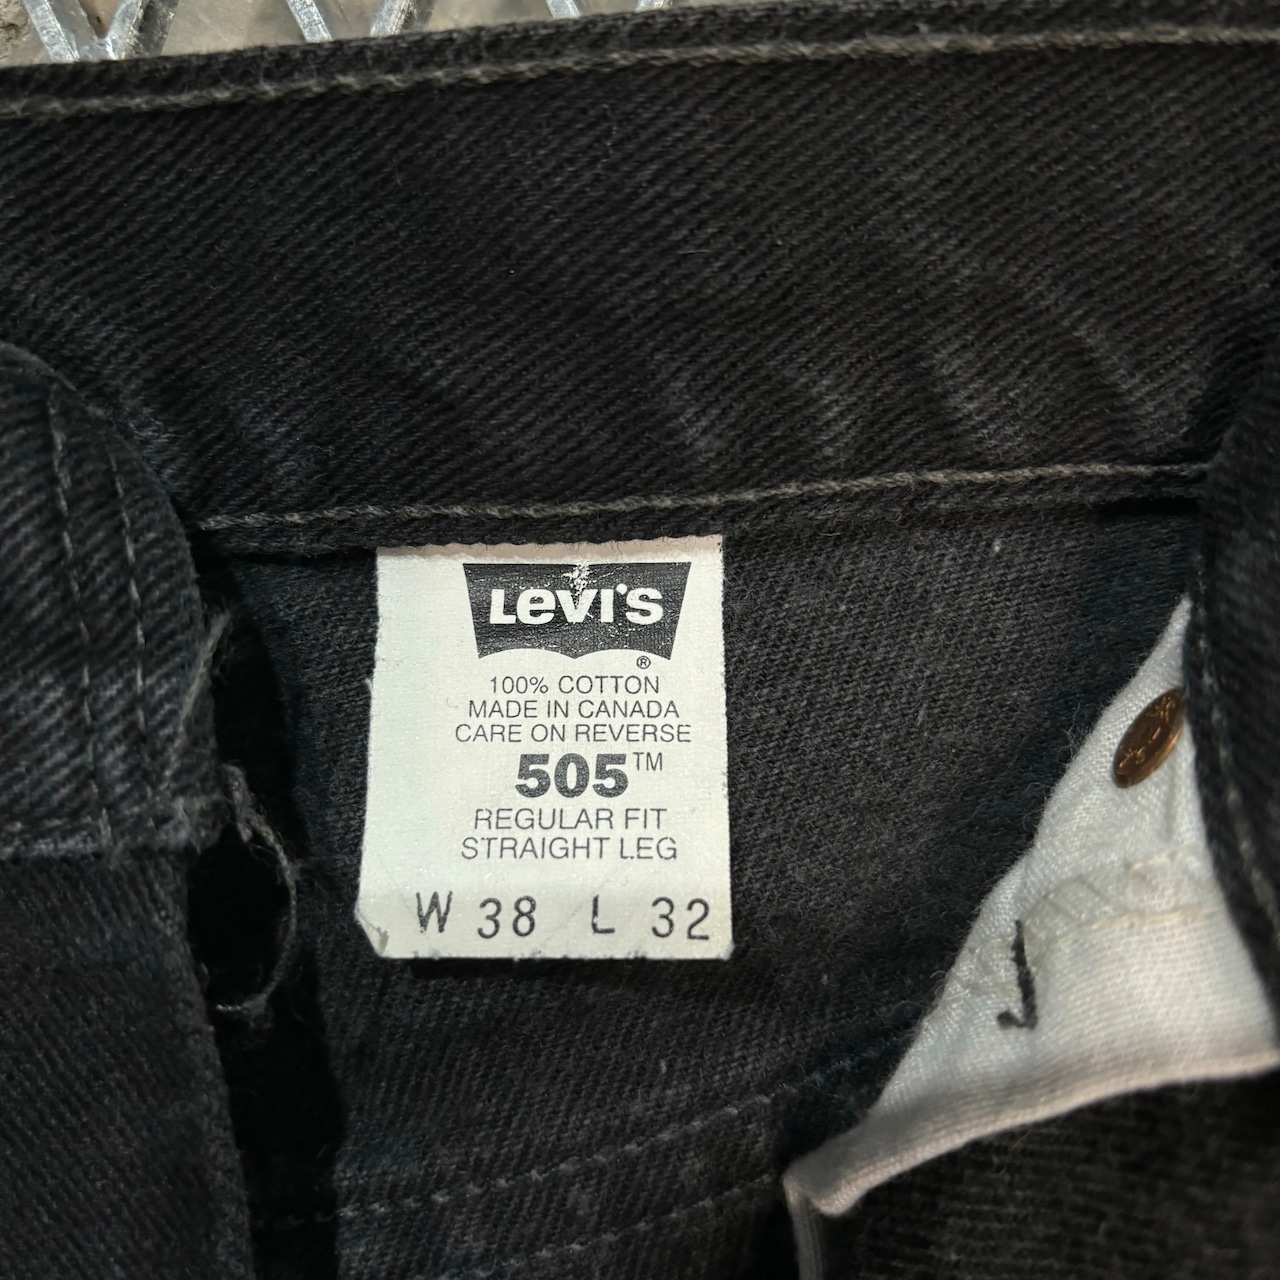 Levi's
®
100% COTTON
MADE IN CANADA
CARE ON REVERSE
505™
REGULAR FIT
STRAIGHT LEG
W 38 L 32